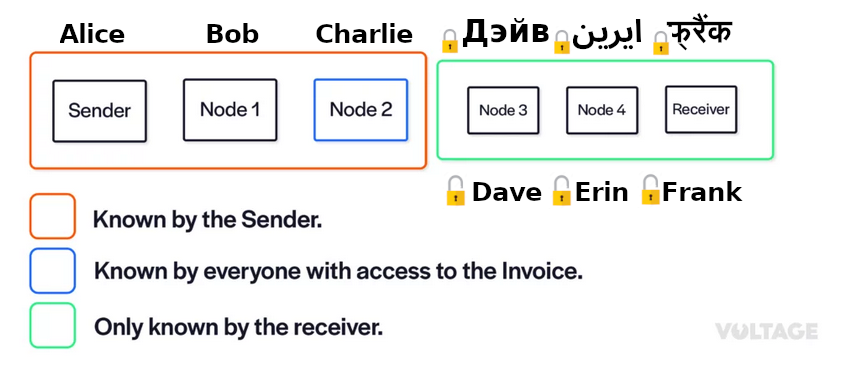 Alice Bob Charlie 🔓Дэйв 🔓ايرين 🔓फ्रैंक
Sender Node 1 Node 2 Node 3 Node 4 Receiver
🔓Dave 🔓Erin 🔓Frank
Known by the Sender.
Known by everyone with access to the Invoice.
Only known by the receiver.
VOLTAGE